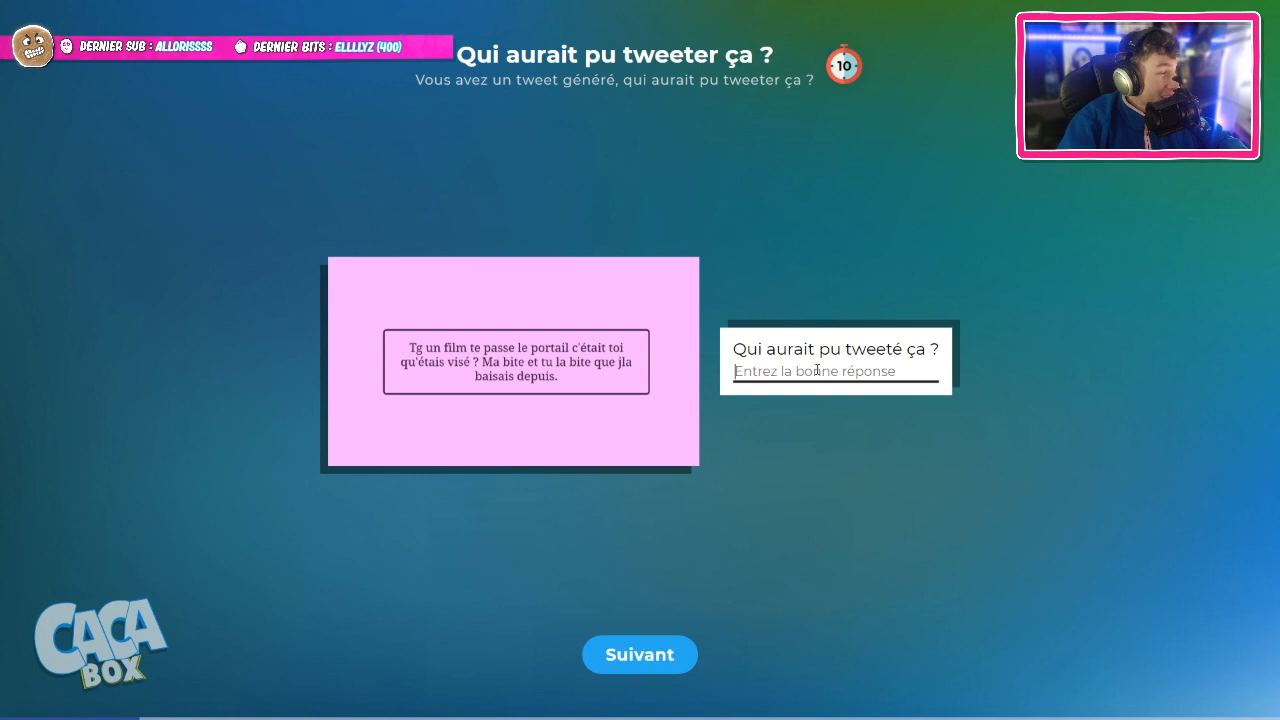 DERNIER SUB : ALLORISSSS
DERNIER BITS : ELLLLYZ (400)
Qui aurait pu tweeter ça ?
Vous avez un tweet généré, qui aurait pu tweeter ça ?
10
Tg un film te passe le portail c'était toi
qu'étais visé ? Ma bite et tu la bite que jla
baisais depuis.
Qui aurait pu tweeté ça ?
Entrez la bonne réponse
CACA
BOX
Suivant